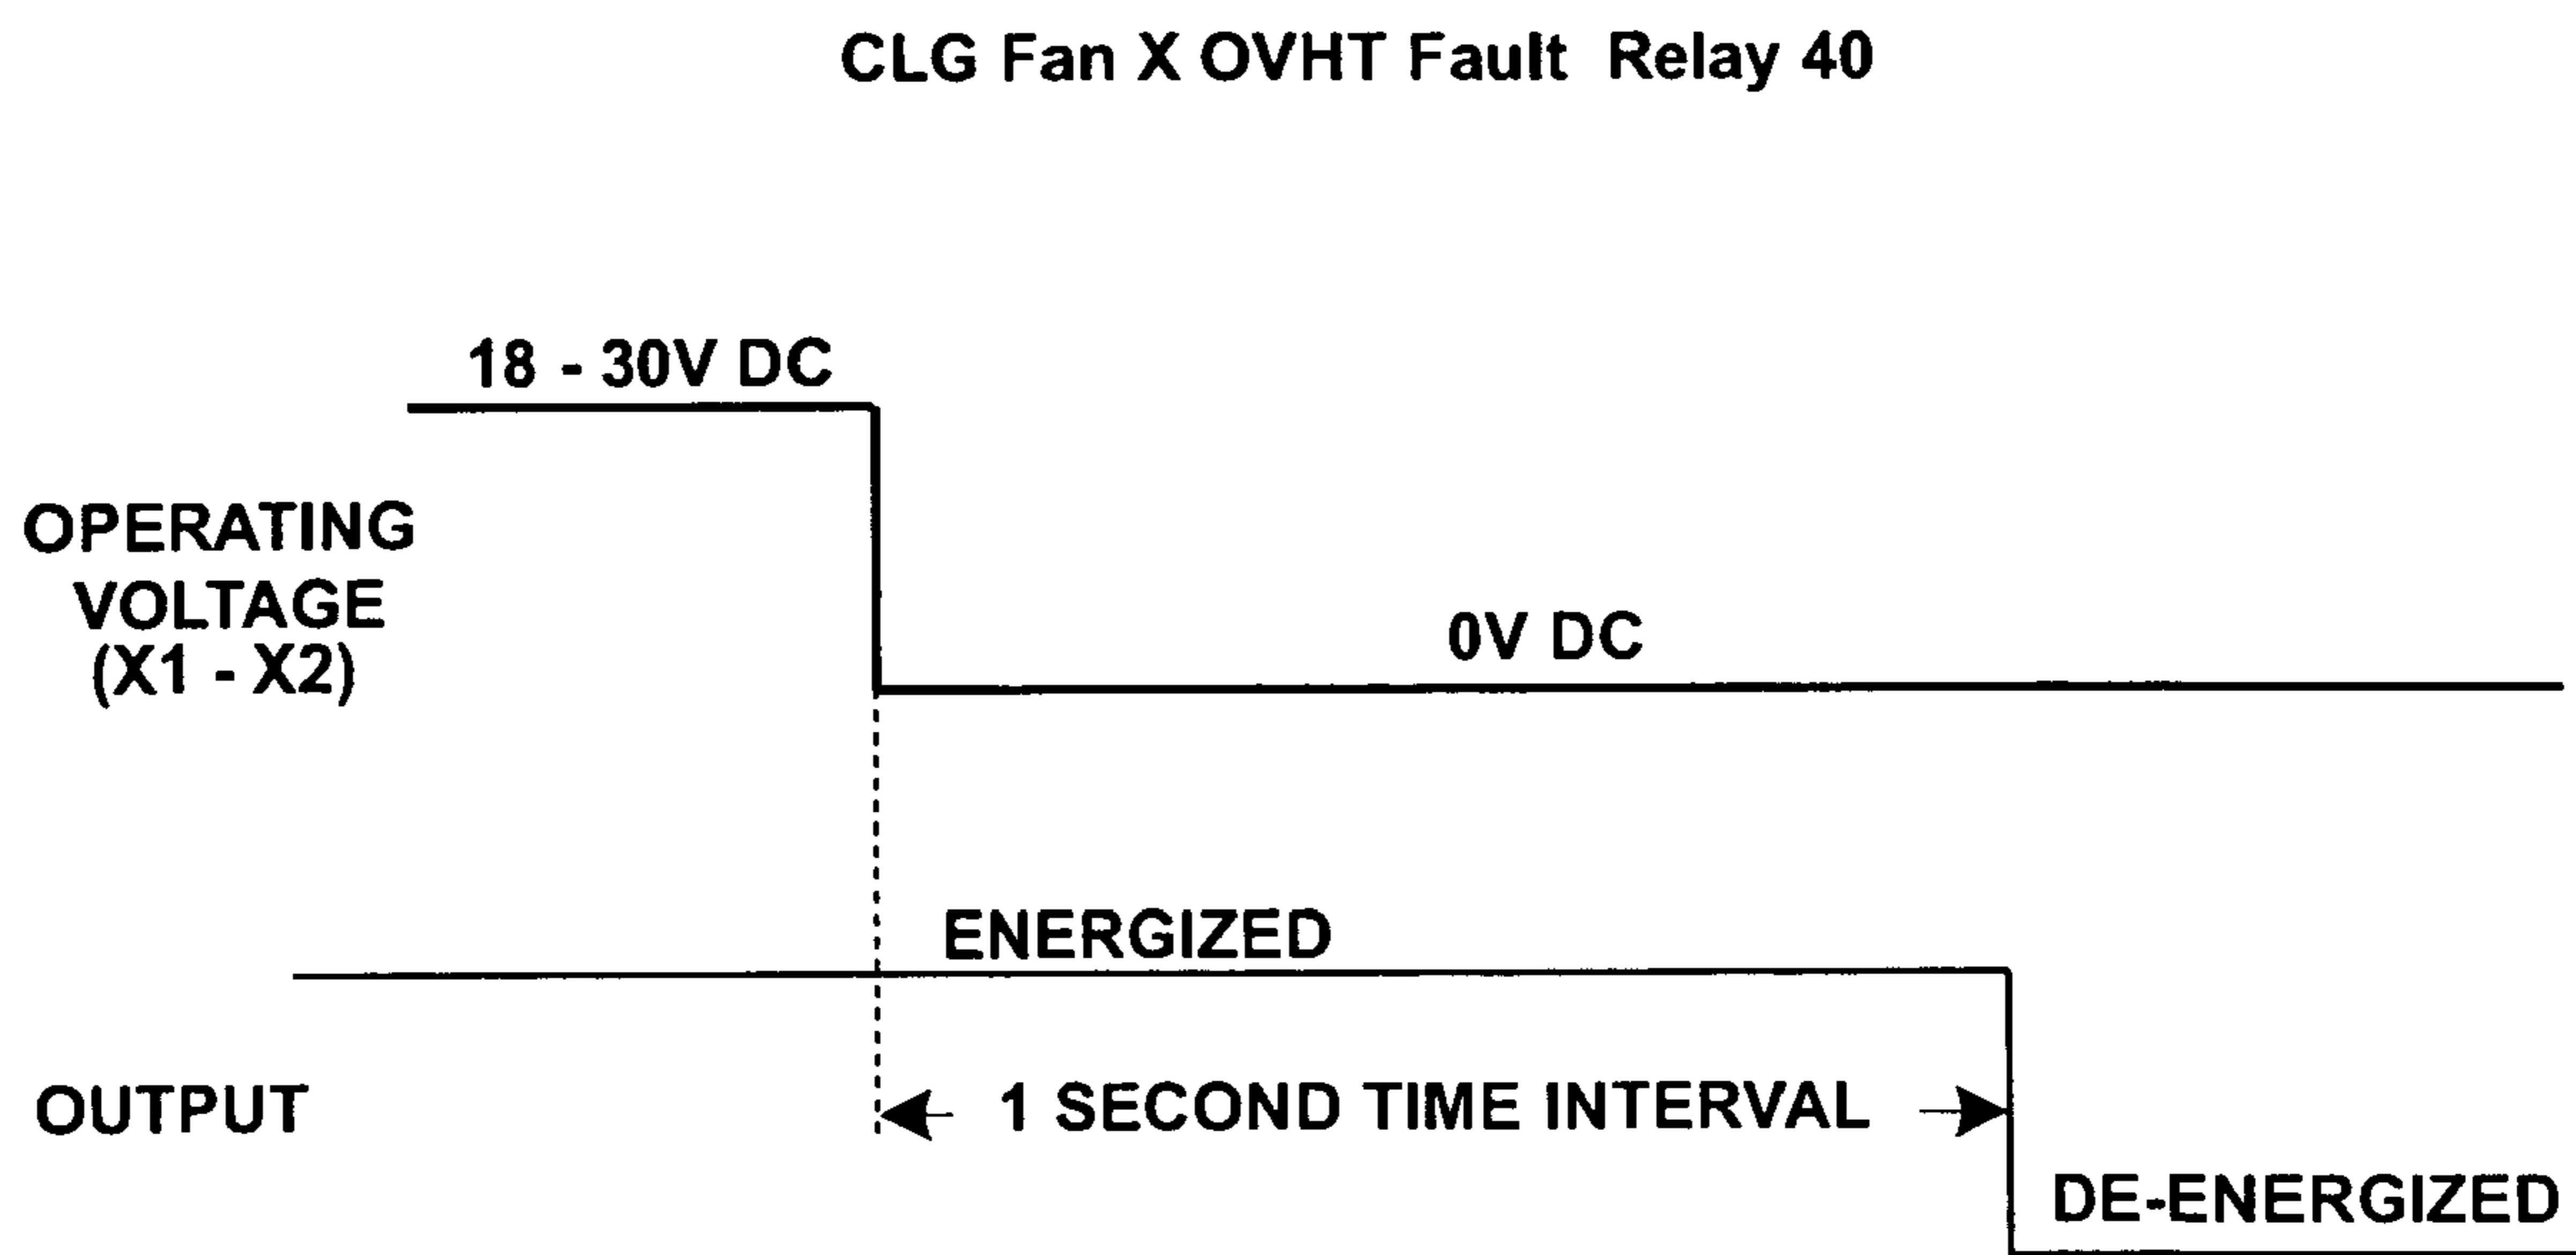 CLG Fan X OVHT Fault Relay 40
18 - 30V DC
OPERATING
VOLTAGE
(X1 - X2)
0V DC
ENERGIZED
OUTPUT
1 SECOND TIME INTERVAL
DE-ENERGIZED